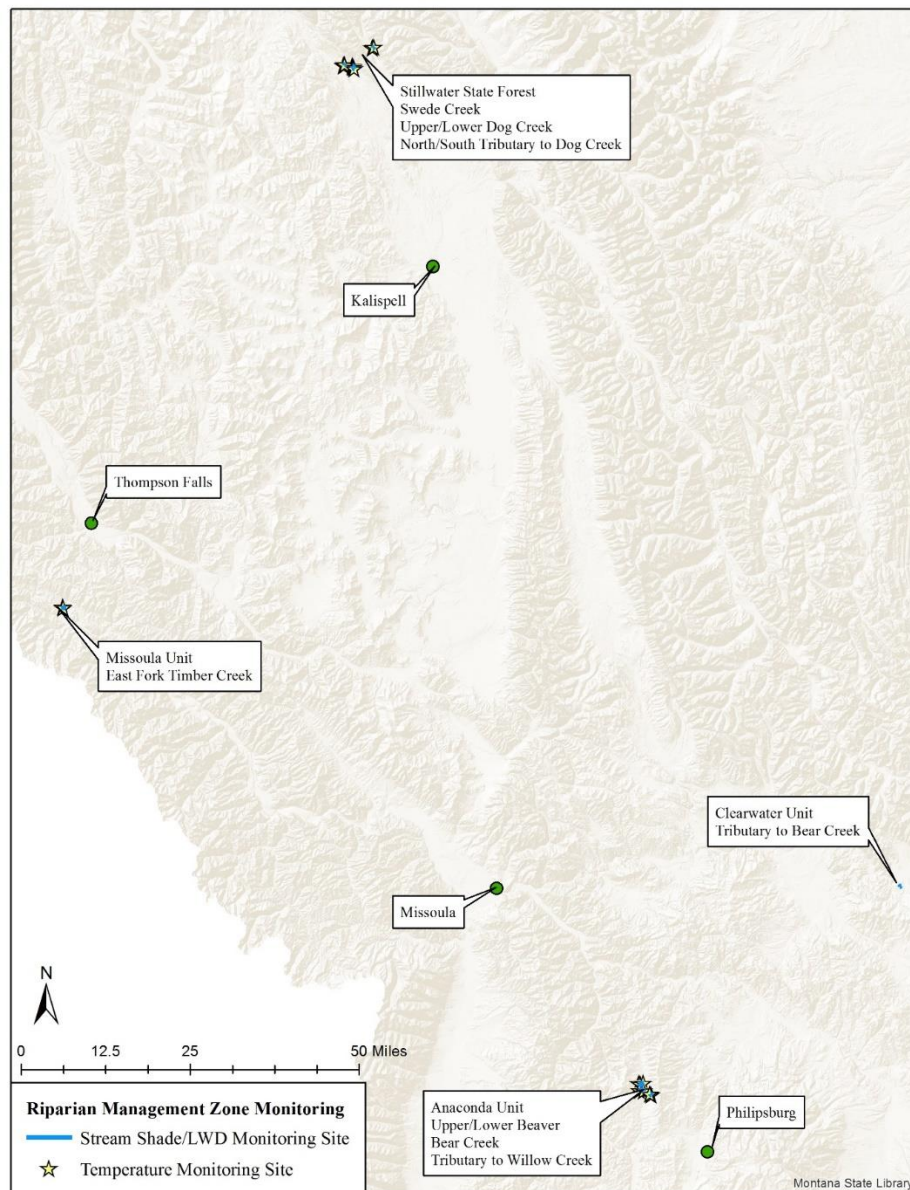 Stillwater State Forest
Swede Creek
Upper/Lower Dog Creek
North/South Tributary to Dog Creek
Kalispell
Thompson Falls
Missoula Unit
East Fork Timber Creek
Clearwater Unit
Tributary to Bear Creek
Missoula
N
0 12.5 25 50 Miles
Anaconda Unit
Upper/Lower Beaver
Bear Creek
Tributary to Willow Creek
Philipsburg
Riparian Management Zone Monitoring
Stream Shade/LWD Monitoring Site
Temperature Monitoring Site
Montana State Library